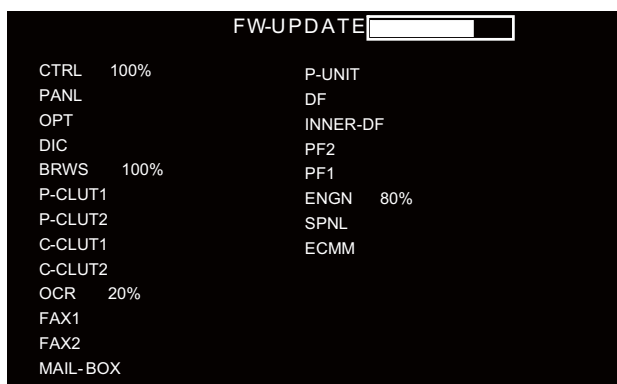 FW-UPDATE
CTRL 100%
PANL
OPT
DIC
BRWS 100%
P-CLUT1
P-CLUT2
C-CLUT1
C-CLUT2
OCR 20%
FAX1
FAX2
MAIL-BOX
P-UNIT
DF
INNER-DF
PF2
PF1
ENGN 80%
SPNL
ECMM